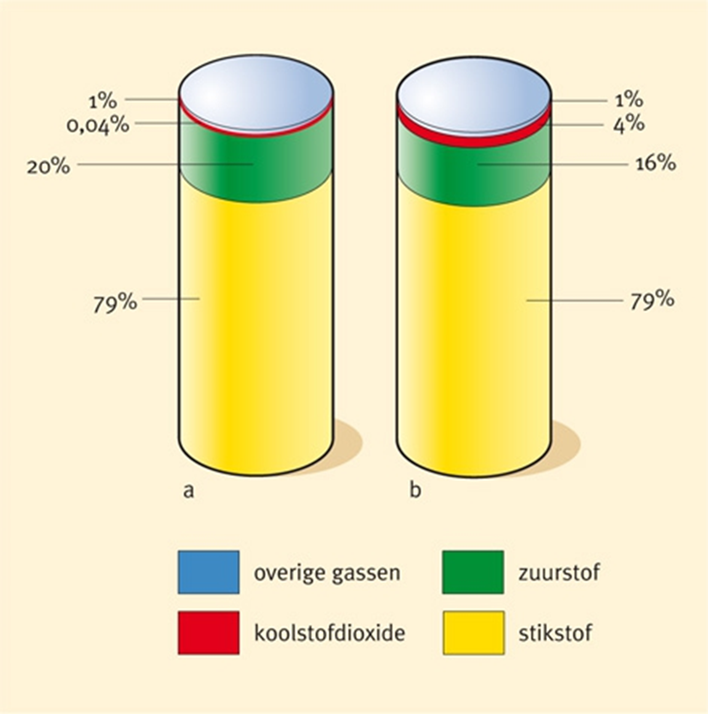 1%
0,04%
20%
79%
1%
4%
16%
79%
a
b
overige gassen
zuurstof
koolstofdioxide
stikstof